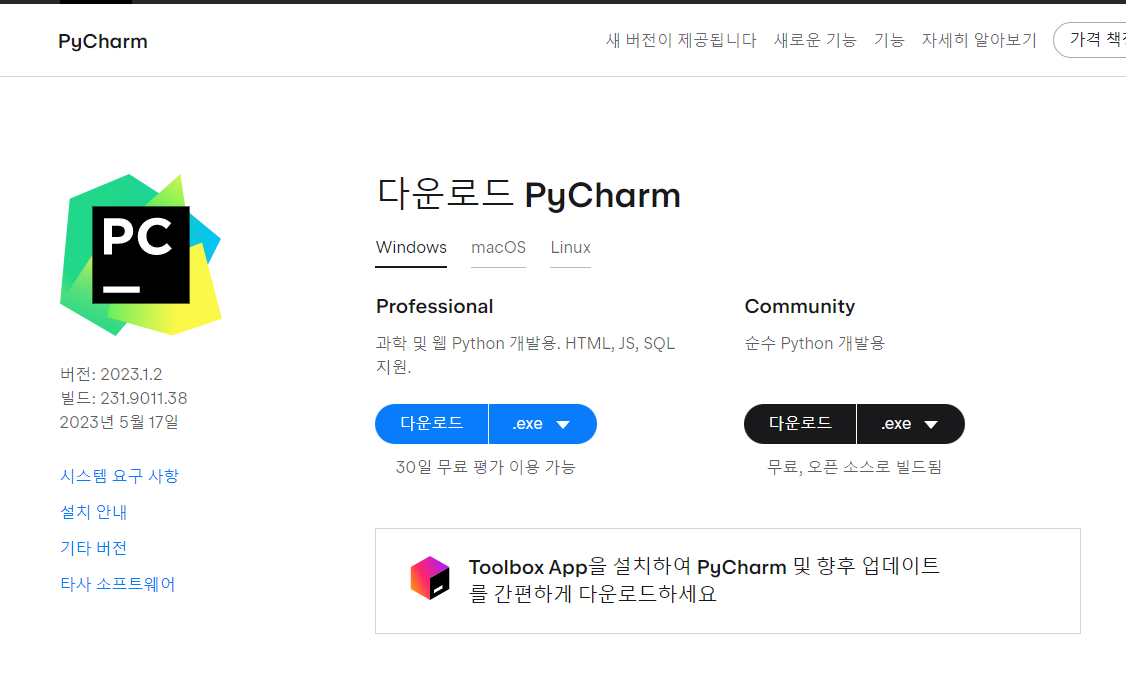 PyCharm
새 버전이 제공됩니다 새로운 기능 기능 자세히 알아보기 가격 책정
PC
버전: 2023.1.2
빌드: 231.9011.38
2023년 5월 17일
시스템 요구 사항
설치 안내
기타 버전
타사 소프트웨어
다운로드 PyCharm
Windows macOS Linux
Professional
과학 및 웹 Python 개발용. HTML, JS, SQL
지원.
다운로드 .exe
30일 무료 평가 이용 가능
Community
순수 Python 개발용
다운로드 .exe
무료, 오픈 소스로 빌드됨
Toolbox App을 설치하여 PyCharm 및 향후 업데이트
를 간편하게 다운로드하세요